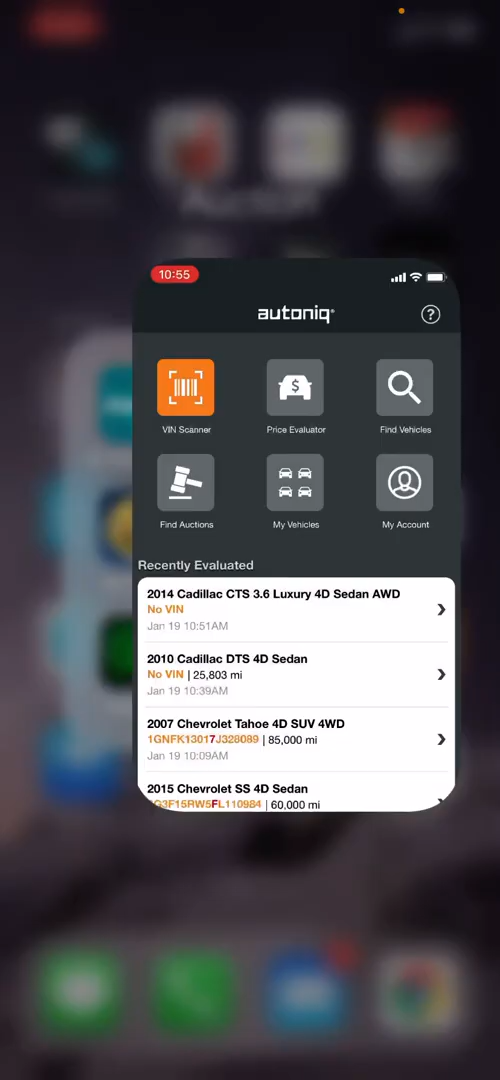 Auction
10:55
autoniq
?
VIN Scanner
Price Evaluator
Find Vehicles
Find Auctions
My Vehicles
My Account
Recently Evaluated
2014 Cadillac CTS 3.6 Luxury 4D Sedan AWD
No VIN
Jan 19 10:51AM
2010 Cadillac DTS 4D Sedan
No VIN | 25,803 mi
Jan 19 10:39AM
2007 Chevrolet Tahoe 4D SUV 4WD
1GNFK13017J328089 | 85,000 mi
Jan 19 10:09AM
2015 Chevrolet SS 4D Sedan
6G3F15RW5FL110984 | 60,000 mi